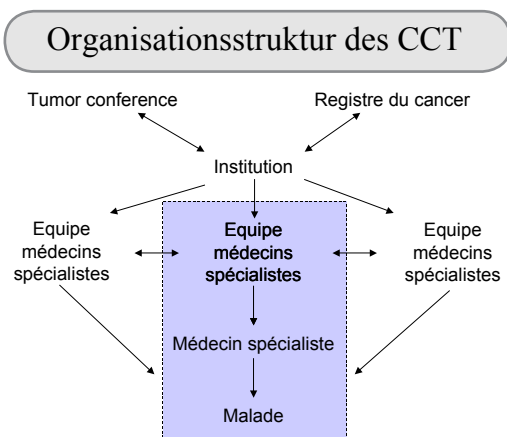 Organisationsstruktur des CCT
Tumor conference
Registre du cancer
Institution
Equipe
médecins
spécialistes
Equipe
médecins
spécialistes
Equipe
médecins
spécialistes
Médecin spécialiste
Malade